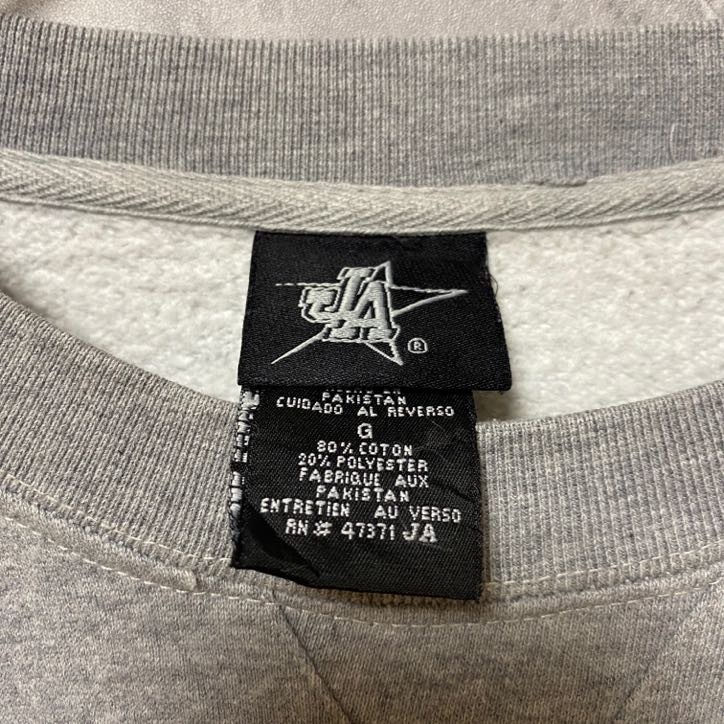 JA
®
PAKISTAN
CUIDADO AL REVERSO
G
80% COTON
20% POLYESTER
FABRIQUE AUX
PAKISTAN
ENTRETIEN AU VERSO
RN# 47371 JA